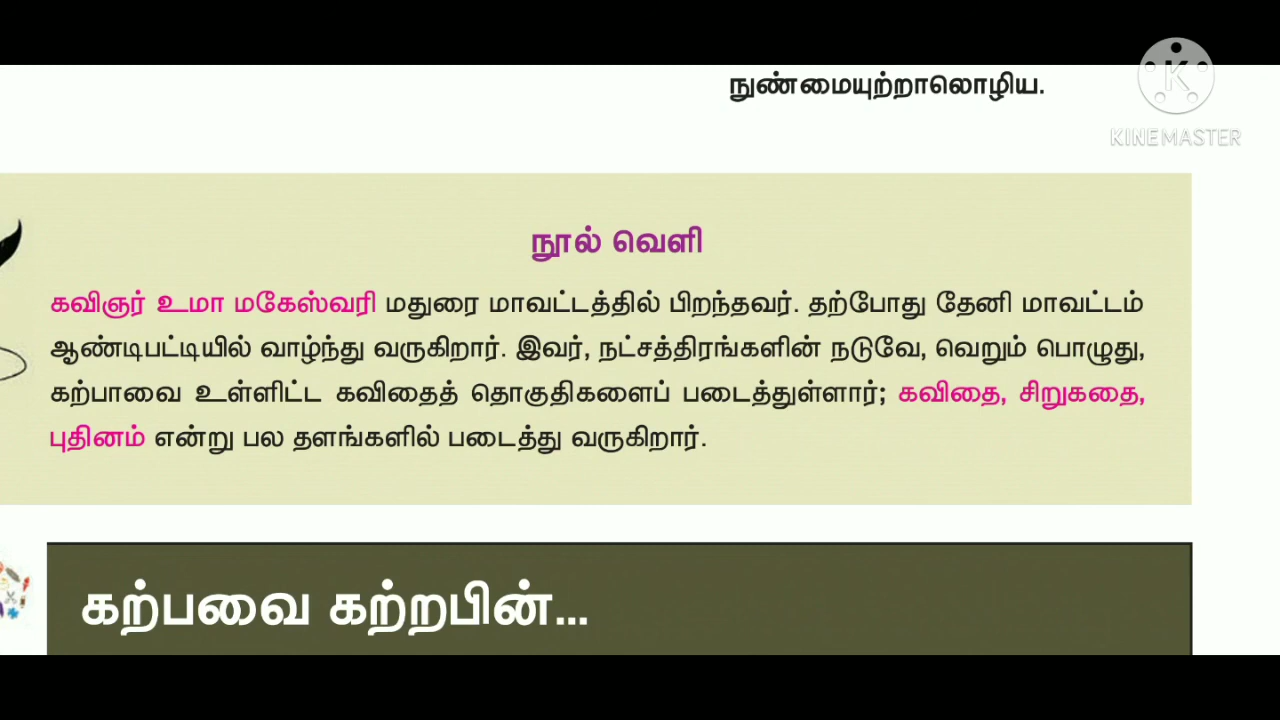 நுண்மையுற்றாலொழிய.
KINEMASTER
நூல் வெளி
கவிஞர் உமா மகேஸ்வரி மதுரை மாவட்டத்தில் பிறந்தவர். தற்போது தேனி மாவட்டம்
ஆண்டிபட்டியில் வாழ்ந்து வருகிறார். இவர், நட்சத்திரங்களின் நடுவே, வெறும் பொழுது,
கற்பாவை உள்ளிட்ட கவிதைத் தொகுதிகளைப் படைத்துள்ளார்; கவிதை, சிறுகதை,
புதினம் என்று பல தளங்களில் படைத்து வருகிறார்.
கற்பவை கற்றபின்...